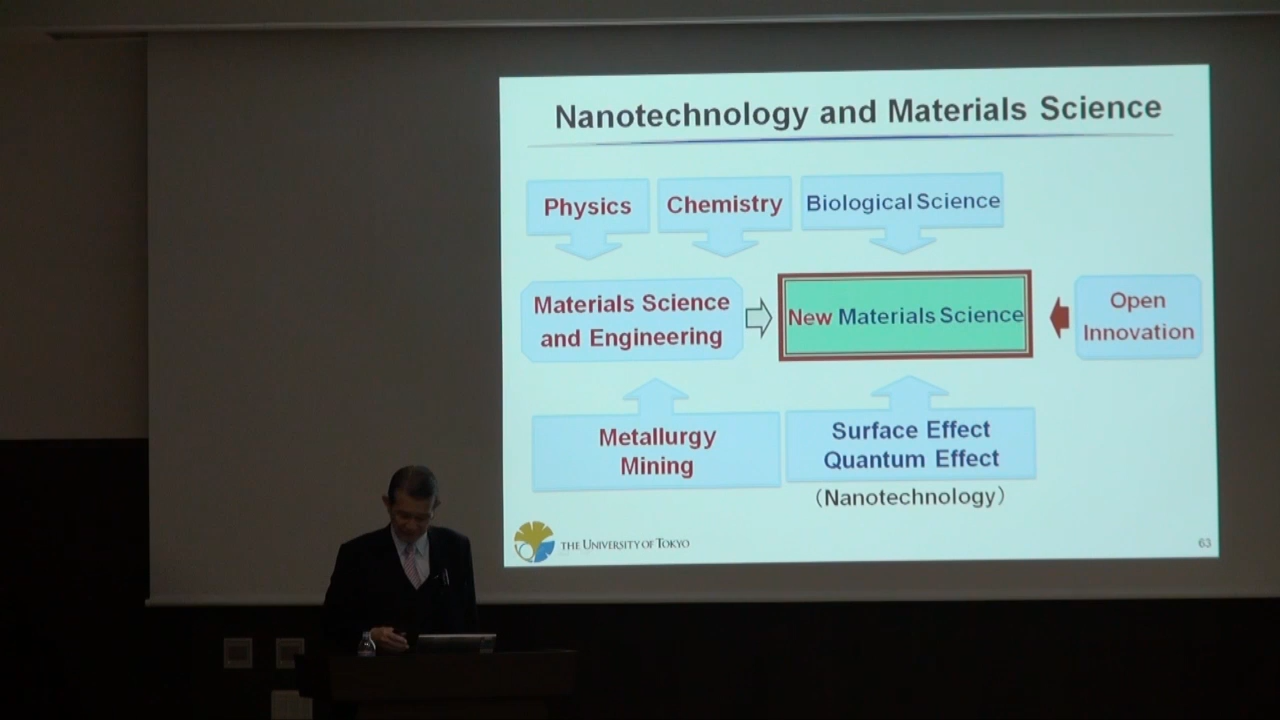 Nanotechnology and Materials Science
Physics
Chemistry
Biological Science
Materials Science
and Engineering
New Materials Science
Open
Innovation
Metallurgy
Mining
Surface Effect
Quantum Effect
(Nanotechnology)
THE UNIVERSITY OF TOKYO
63